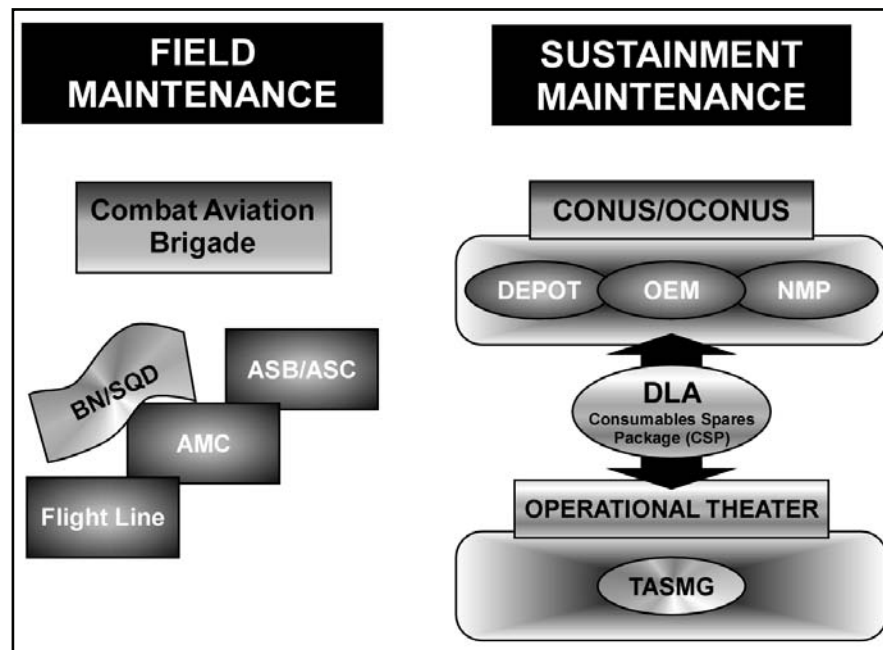 FIELD
MAINTENANCE
Combat Aviation
Brigade
BN/SQD
ASB/ASC
AMC
Flight Line
SUSTAINMENT
MAINTENANCE
CONUS/OCONUS
DEPOT
OEM
NMP
DLA
Consumables Spares
Package (CSP)
OPERATIONAL THEATER
TASMG